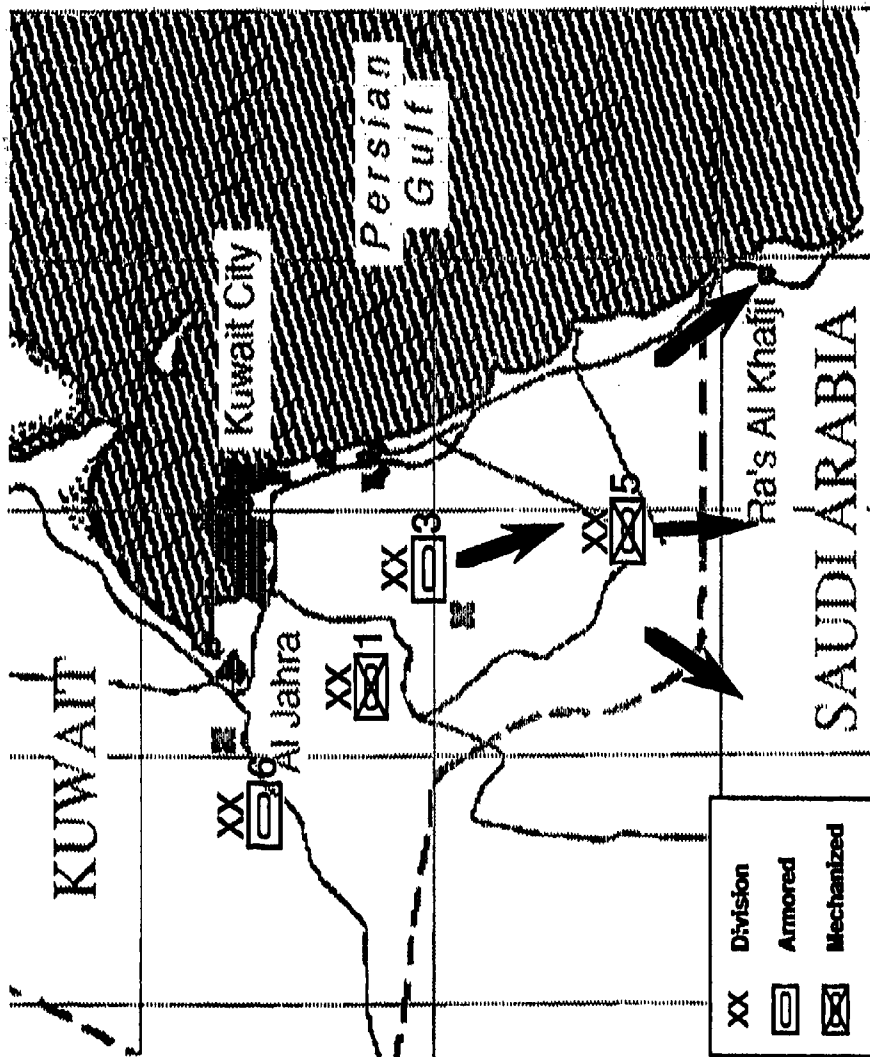 KUWAIT
Kuwait City
Persian
Gulf
XX
6
Al Jahra
XX
1
XX
3
XX
5
Ra's Al Khafji
SAUDI ARABIA
XX Division
Armored
Mechanized